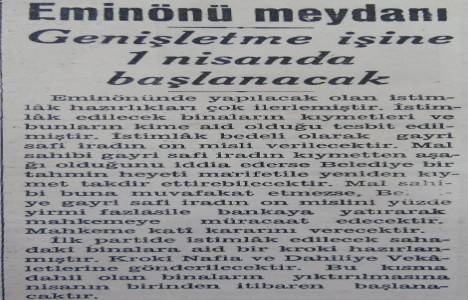 Eminönü meydanı
Genişletme işine
1 nisanda
başlanacak
Eminönünde yapılacak olan istim-
lâk hazırlıkları çok ilerlemiştir. İstim-
lâk edilecek binaların kıymetleri ve
bunların kime aid olduğu tesbit edil-
miştir. İstimlâk bedeli olarak gayri
safi iradın on misli verilecektir. Mal
sahibi gayri safi iradın kıymetten aşa-
ğı olduğunu iddia ederse Belediye bir
tahmin heyeti marifetile yeniden kıy-
met takdir ettirebilecektir. Mal sahi-
bi buna muvafakat etmezse, Be
ye gayri safi iradın on mislini yüzde
yirmi fazlasile bankaya yatırarak
mahkemeye müracaat edecektir.
Mahkeme katî kararını verecektir.
İlk partide istimlâk edilecek saha-
daki binalara aid bir kroki hazırlan-
mıştır. Kroki Nafia ve Dahiliye Vekâ-
letlerine gönderilecektir. Bu kısma
dahil olan binaların yıktırılmasına
nisanın birinden itibaren başlana-
caktır.